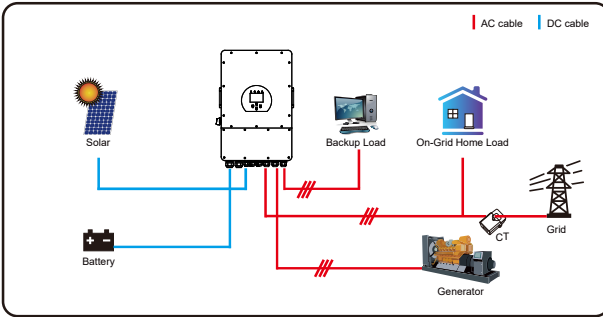 AC cable
DC cable
Solar
Backup Load
On-Grid Home Load
Battery
CT
Grid
Generator